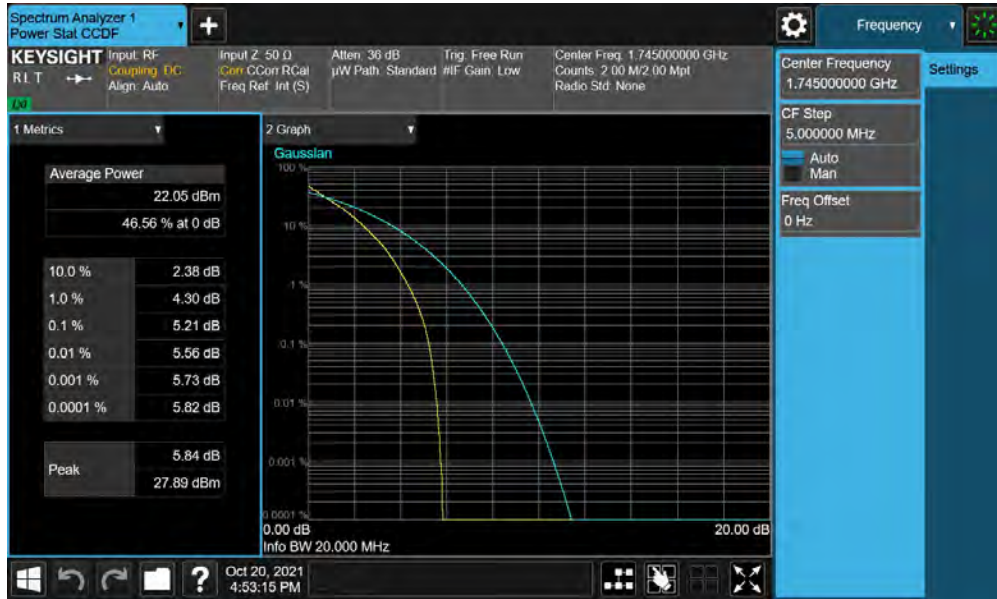 Spectrum Analyzer 1
Power Stat CCDF
Frequency
KEYSIGHT
RLT
LXI
Input: RF
Coupling: DC
Align: Auto
Input Z: 50 Ω
Corr CCorr RCal
Freq Ref: Int (S)
Atten: 36 dB
µW Path: Standard
Trig: Free Run
#IF Gain: Low
Center Freq: 1.745000000 GHz
Counts: 2.00 M/2.00 Mpt
Radio Std: None
Center Frequency
1.745000000 GHz
Settings
CF Step
5.000000 MHz
Auto
Man
Freq Offset
0 Hz
1 Metrics
Average Power
22.05 dBm
46.56 % at 0 dB
10.0 % 2.38 dB
1.0 % 4.30 dB
0.1 % 5.21 dB
0.01 % 5.56 dB
0.001 % 5.73 dB
0.0001 % 5.82 dB
Peak
5.84 dB
27.89 dBm
2 Graph
Gaussian
100 %
10 %
1 %
0.1 %
0.01 %
0.001 %
0.0001 %
0.00 dB 20.00 dB
Info BW 20.000 MHz
?
Oct 20, 2021
4:53:15 PM